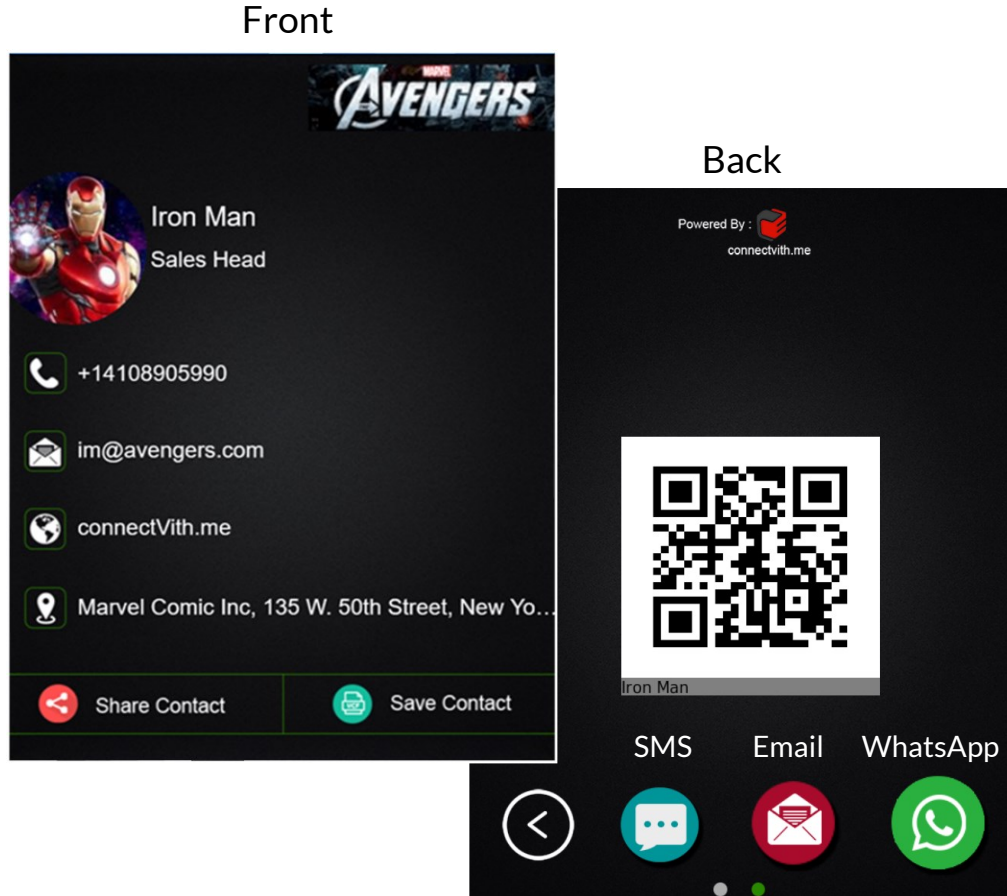 Front
MARVEL
AVENGERS
Iron Man
Sales Head
+14108905990
im@avengers.com
connectVith.me
Marvel Comic Inc, 135 W. 50th Street, New Yo...
Share Contact
VCF
Save Contact
Back
Powered By :
connectvith.me
Iron Man
SMS
Email
WhatsApp